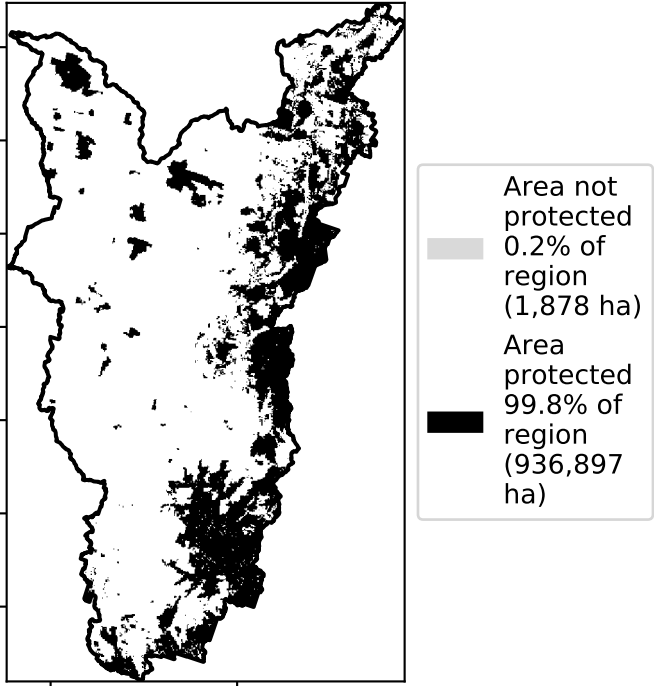 Area not
protected
0.2% of
region
(1,878 ha)
Area
protected
99.8% of
region
(936,897
ha)